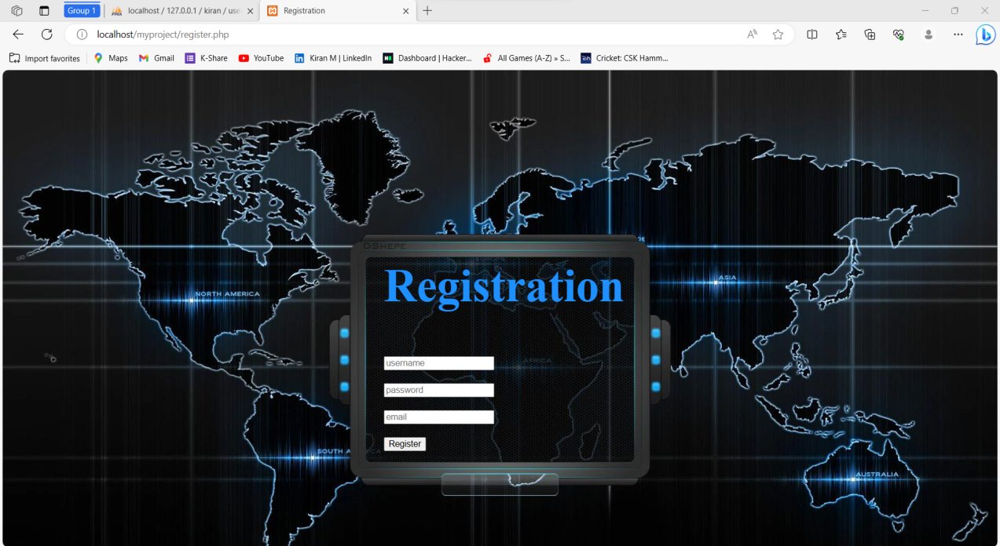 Group 1
localhost / 127.0.0.1 / kiran / use
Registration
localhost/myproject/register.php
Import favorites
Maps
Gmail
K-Share
YouTube
Kiran M | LinkedIn
Dashboard | Hacker...
All Games (A-Z) » S...
Cricket: CSK Hamm...
Registration
ASIA
NORTH AMERICA
username
AFRICA
password
email
Register
SOUTH A
AUSTRALIA